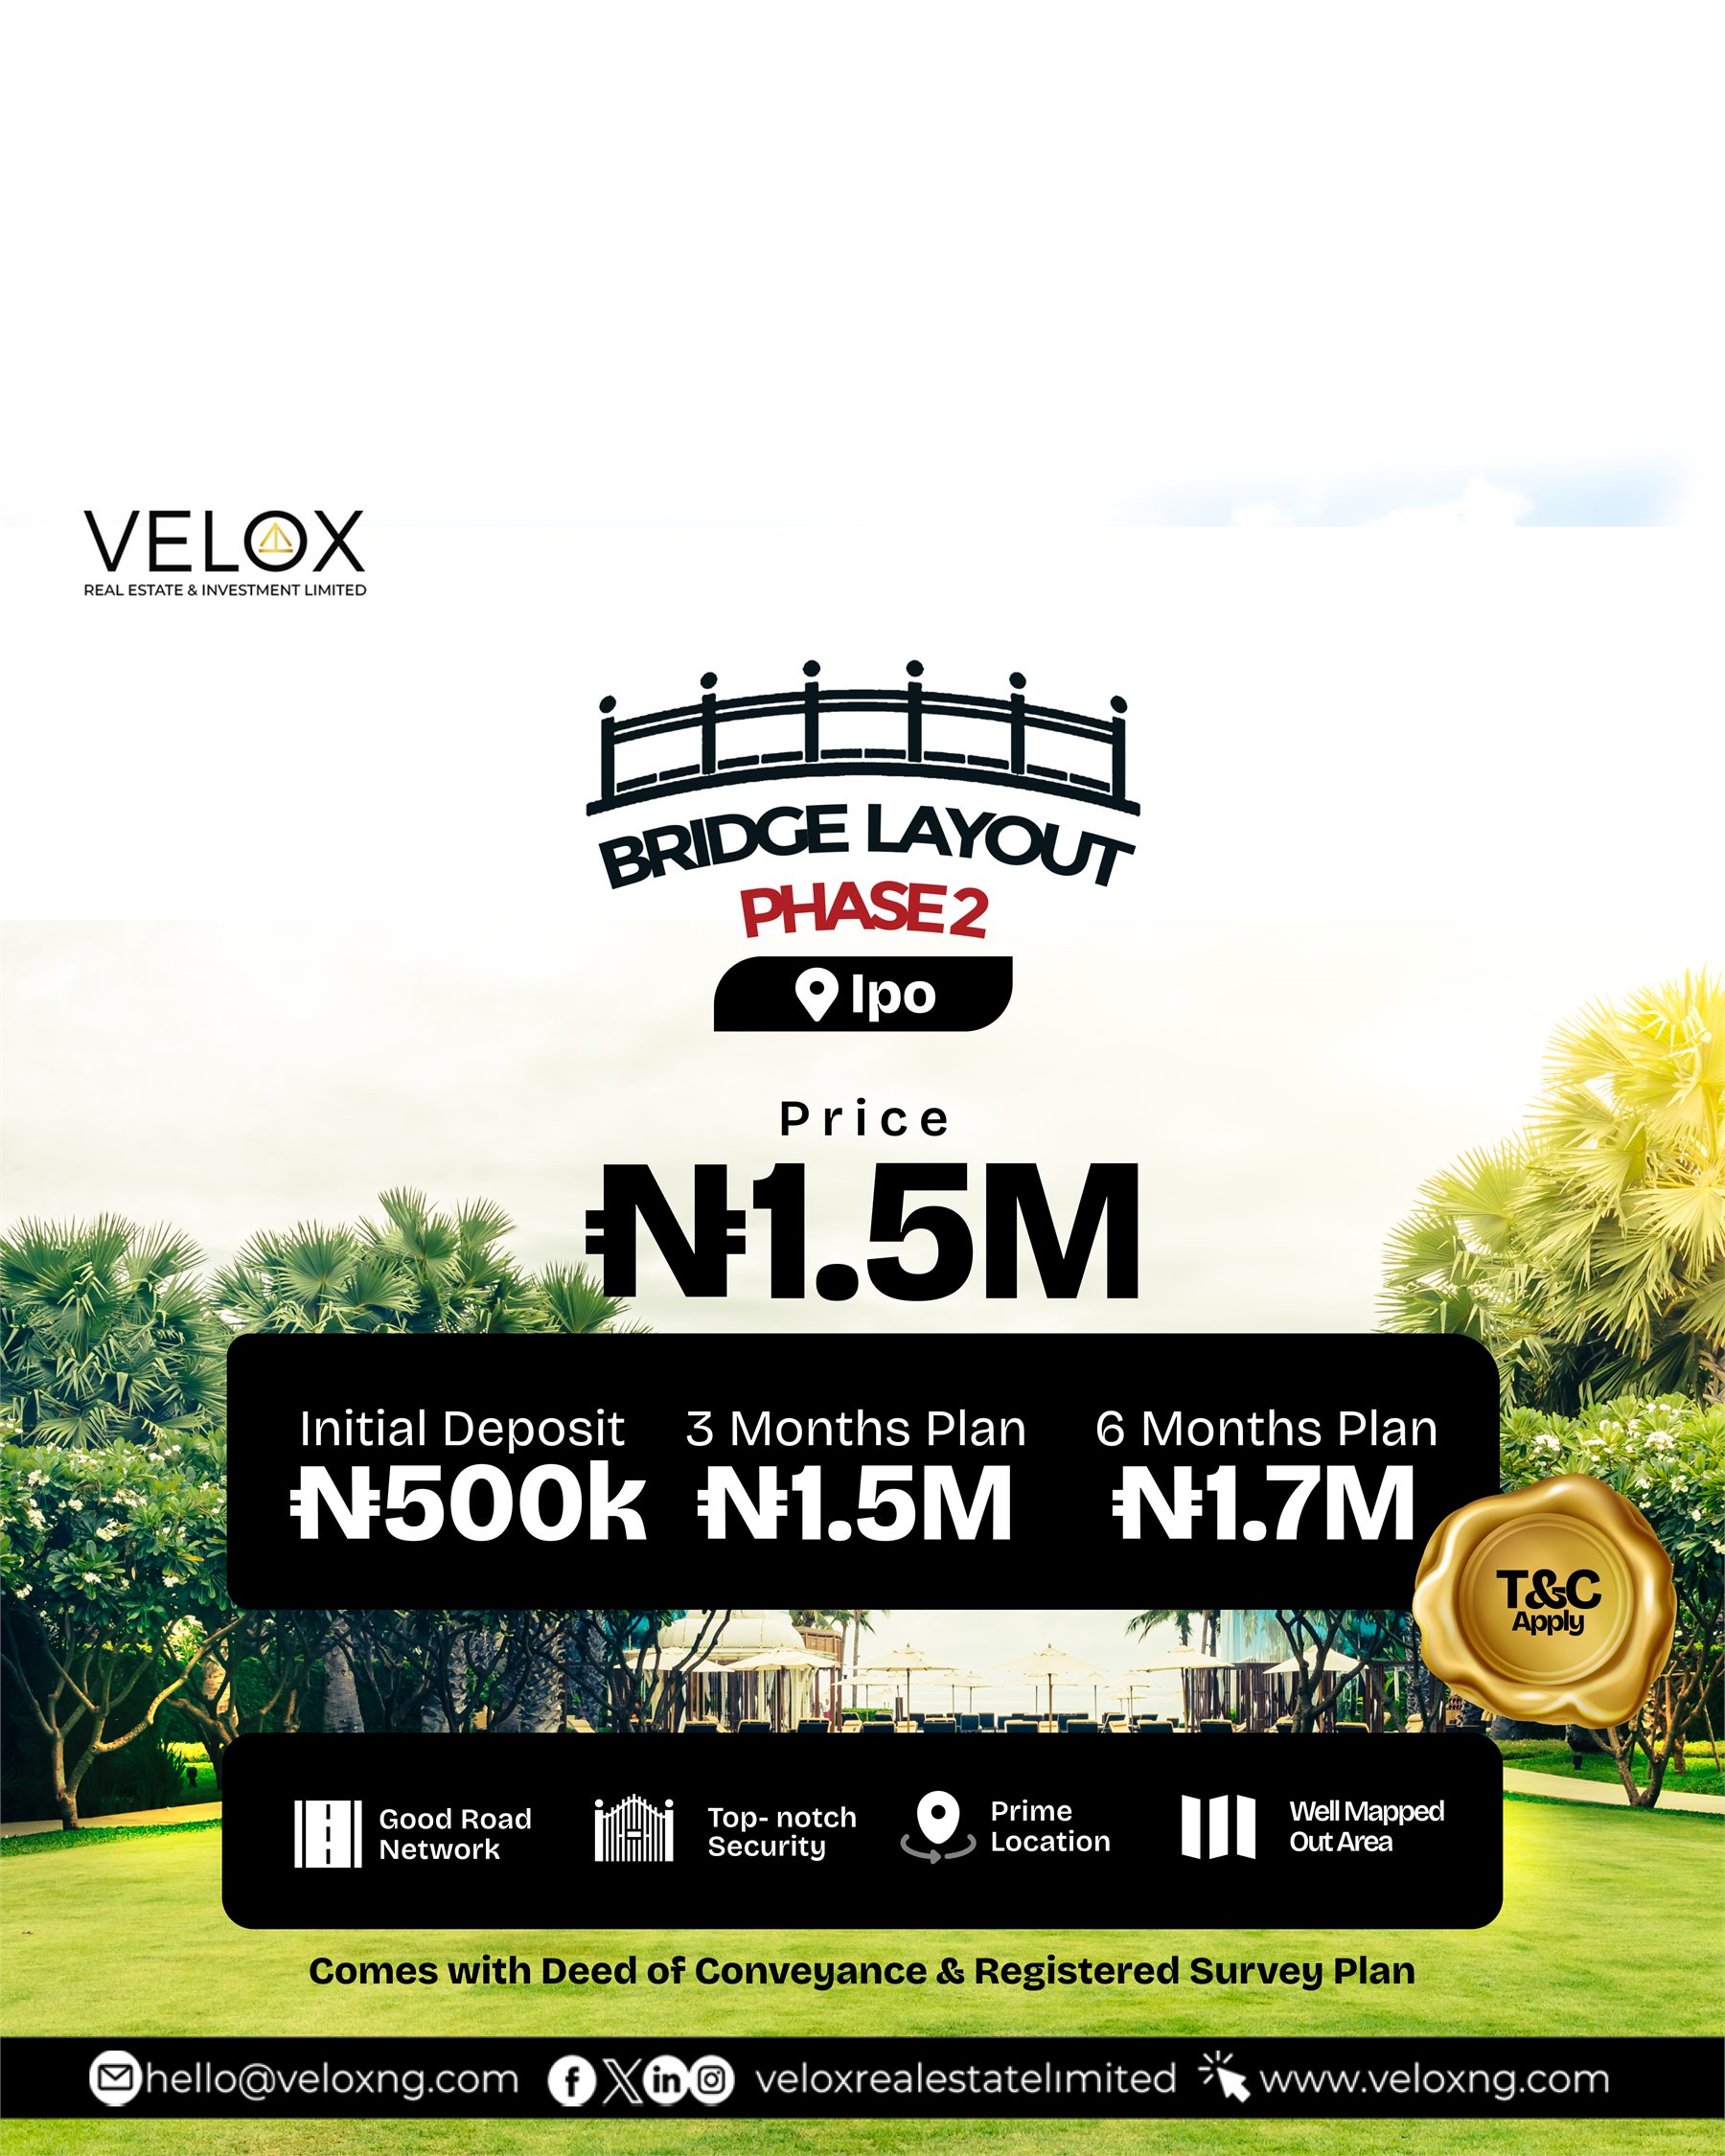 VELOX
REAL ESTATE & INVESTMENT LIMITED
BRIDGE LAYOUT
PHASE 2
Ipo
Price
₦1.5M
Initial Deposit
₦500k
3 Months Plan
₦1.5M
6 Months Plan
₦1.7M
T&C
Apply
Good Road
Network
Top- notch
Security
Prime
Location
Well Mapped
Out Area
Comes with Deed of Conveyance & Registered Survey Plan
hello@veloxng.com veloxrealestatelimited www.veloxng.com